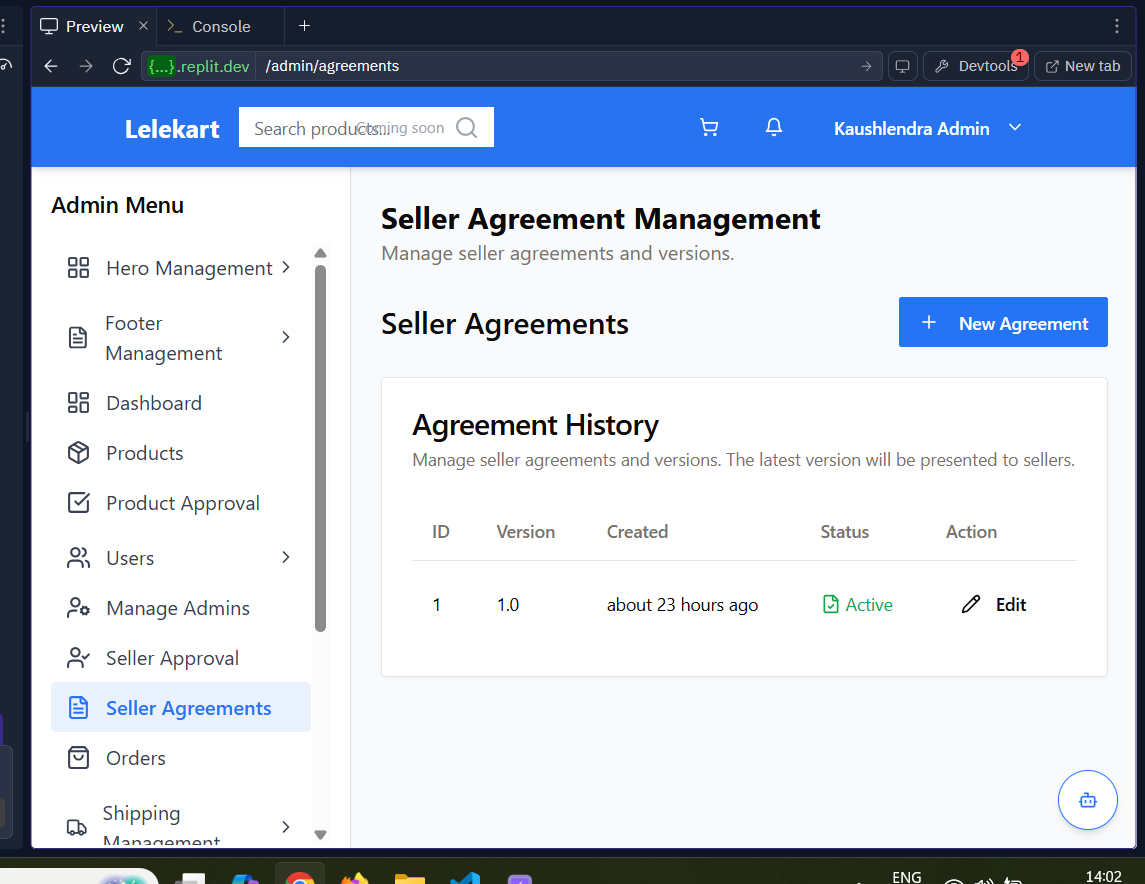 Preview
>_ Console
{...}.replit.dev /admin/agreements
Devtools 1
New tab
Lelekart
Search products...
Coming soon
Kaushlendra Admin
Admin Menu
Hero Management
Footer
Management
Dashboard
Products
Product Approval
Users
Manage Admins
Seller Approval
Seller Agreements
Orders
Shipping
Management
Seller Agreement Management
Manage seller agreements and versions.
Seller Agreements
+ New Agreement
Agreement History
Manage seller agreements and versions. The latest version will be presented to sellers.
ID Version Created Status Action
1 1.0 about 23 hours ago Active Edit
ENG
14:02